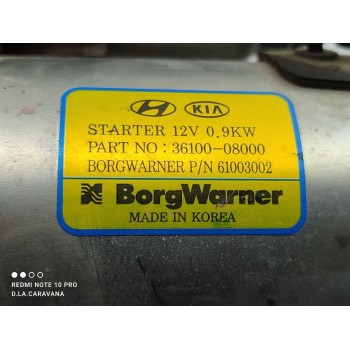 KIA
STARTER 12V 0,9KW
PART NO : 36100-08000
BORGWARNER P/N 61003002
BorgWarner
MADE IN KOREA
REDMI NOTE 10 PRO
D.LA.CARAVANA